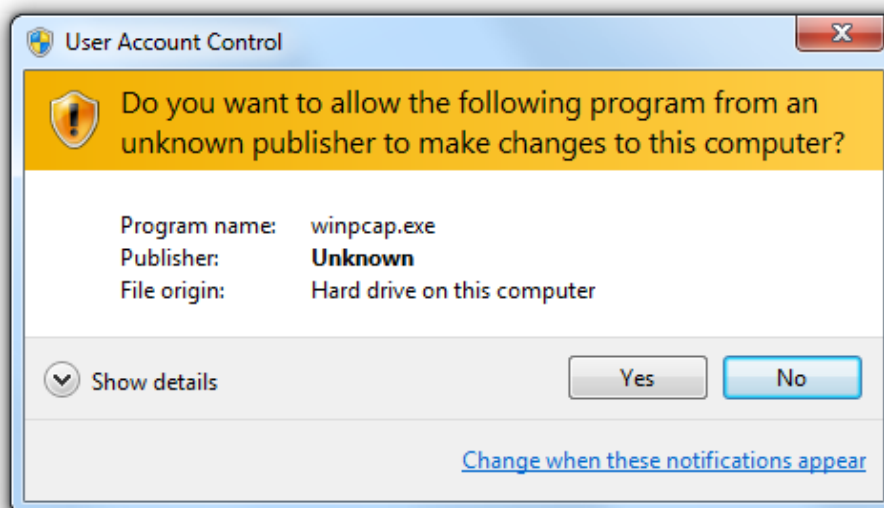 User Account Control
Do you want to allow the following program from an
unknown publisher to make changes to this computer?
Program name: winpcap.exe
Publisher: Unknown
File origin: Hard drive on this computer
Show details
Yes
No
Change when these notifications appear